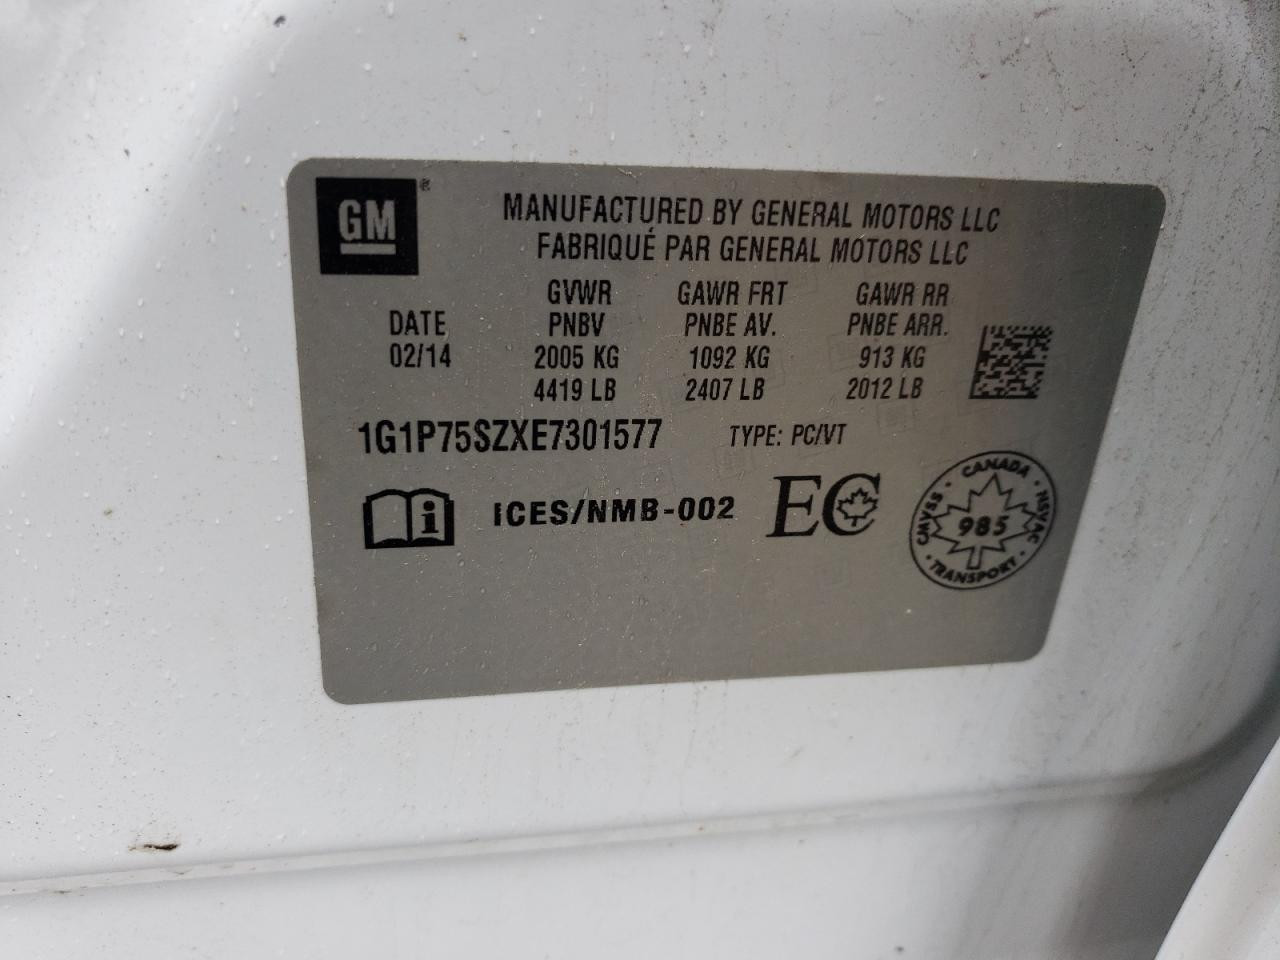 GM®
MANUFACTURED BY GENERAL MOTORS LLC
FABRIQUÉ PAR GENERAL MOTORS LLC
GVWR GAWR FRT GAWR RR
DATE PNBV PNBE AV. PNBE ARR.
02/14 2005 KG 1092 KG 913 KG
4419 LB 2407 LB 2012 LB
1G1P75SZXE7301577 TYPE: PC/VT
i ICES/NMB-002 EC
CANADA
CMVSS · NSVAC
985
TRANSPORT